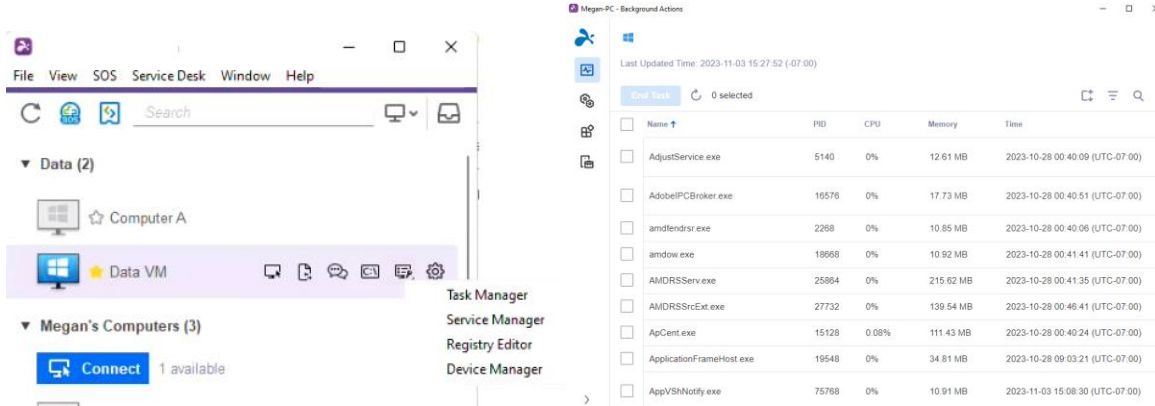 File View SOS Service Desk Window Help
SOS
Search
Data (2)
Computer A
Data VM
C:\
Task Manager
Service Manager
Registry Editor
Device Manager
Megan's Computers (3)
Connect 1 available
Megan-PC - Background Actions
Last Updated Time: 2023-11-03 15:27:52 (-07:00)
End Task 0 selected
Name PID CPU Memory Time
AdjustService.exe 5140 0% 12.61 MB 2023-10-28 00:40:09 (UTC-07:00)
AdobeIPCBroker.exe 16576 0% 17.73 MB 2023-10-28 00:40:51 (UTC-07:00)
amdfendrsr.exe 2268 0% 10.85 MB 2023-10-28 00:40:06 (UTC-07:00)
amdow.exe 18668 0% 10.92 MB 2023-10-28 00:41:41 (UTC-07:00)
AMDRSServ.exe 25864 0% 215.62 MB 2023-10-28 00:41:35 (UTC-07:00)
AMDRSSrcExt.exe 27732 0% 139.54 MB 2023-10-28 00:46:41 (UTC-07:00)
ApCent.exe 15128 0.08% 111.43 MB 2023-10-28 00:40:24 (UTC-07:00)
ApplicationFrameHost.exe 19548 0% 34.81 MB 2023-10-28 09:03:21 (UTC-07:00)
AppVShNotify.exe 75768 0% 10.91 MB 2023-11-03 15:08:30 (UTC-07:00)